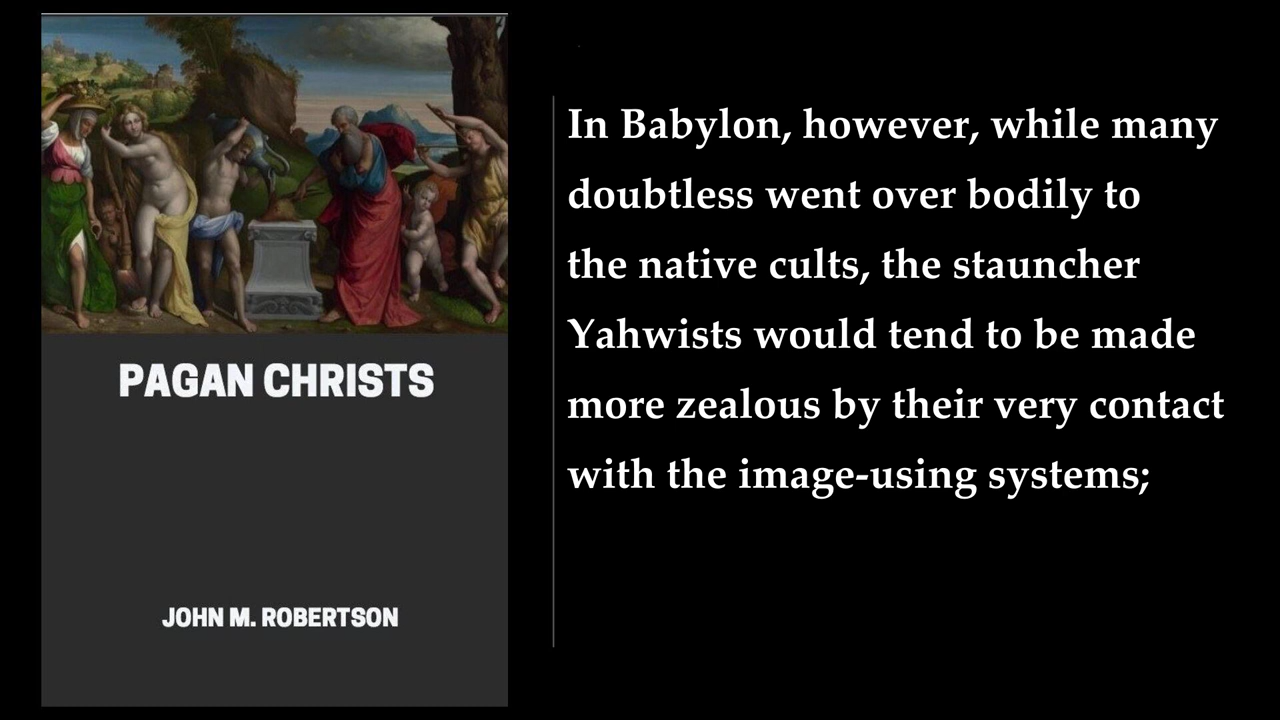 PAGAN CHRISTS
JOHN M. ROBERTSON
In Babylon, however, while many
doubtless went over bodily to
the native cults, the stauncher
Yahwists would tend to be made
more zealous by their very contact
with the image-using systems;